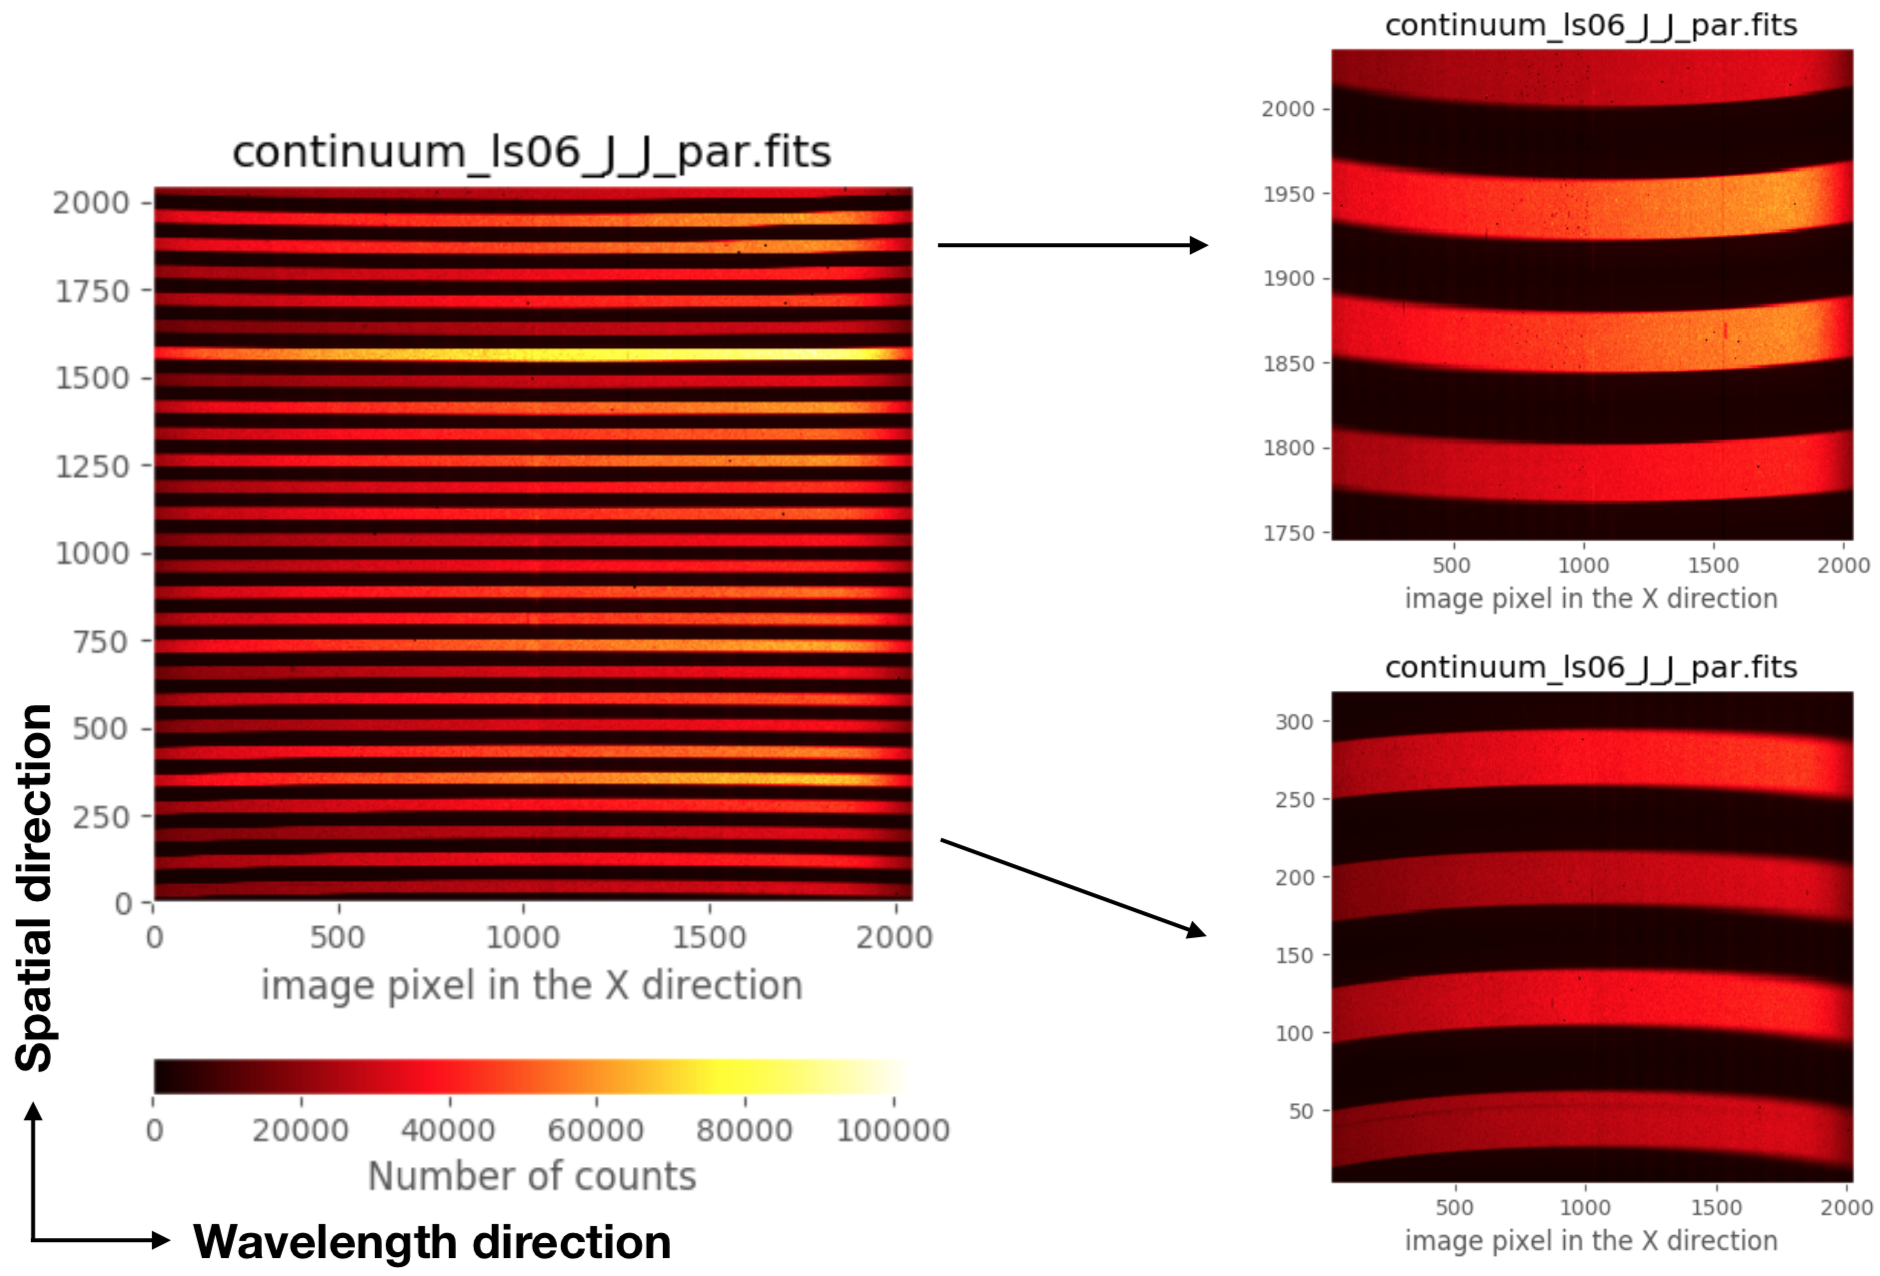 continuum_ls06_J_J_par.fits
2000
1750
1500
1250
1000
750
500
250
0
0 500 1000 1500 2000
image pixel in the X direction
0 20000 40000 60000 80000 100000
Number of counts
Spatial direction
Wavelength direction
continuum_ls06_J_J_par.fits
2000
1950
1900
1850
1800
1750
500 1000 1500 2000
image pixel in the X direction
continuum_ls06_J_J_par.fits
300
250
200
150
100
50
500 1000 1500 2000
image pixel in the X direction